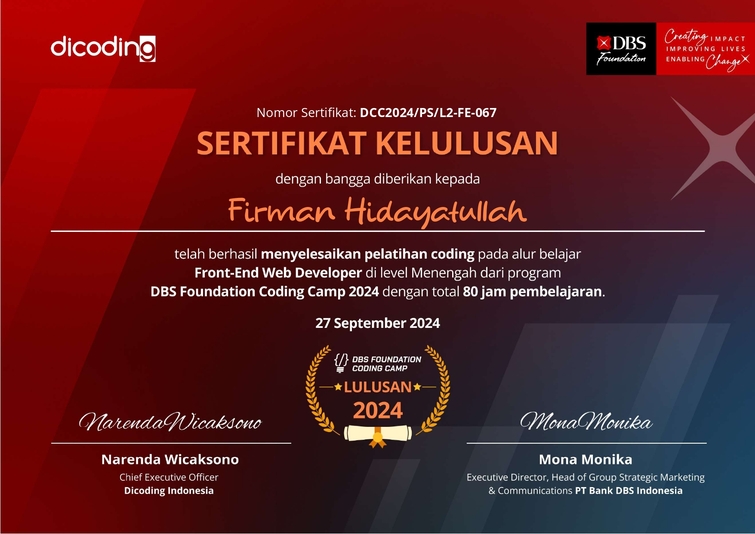 dicoding
DBS
Foundation
Creating IMPACT
IMPROVING LIVES
ENABLING Change
Nomor Sertifikat: DCC2024/PS/L2-FE-067
SERTIFIKAT KELULUSAN
dengan bangga diberikan kepada
Firman Hidayatullah
telah berhasil menyelesaikan pelatihan coding pada alur belajar
Front-End Web Developer di level Menengah dari program
DBS Foundation Coding Camp 2024 dengan total 80 jam pembelajaran.
27 September 2024
{/} DBS FOUNDATION
CODING CAMP
LULUSAN
2024
Narenda Wicaksono
Narenda Wicaksono
Chief Executive Officer
Dicoding Indonesia
Mona Monika
Mona Monika
Executive Director, Head of Group Strategic Marketing
& Communications PT Bank DBS Indonesia